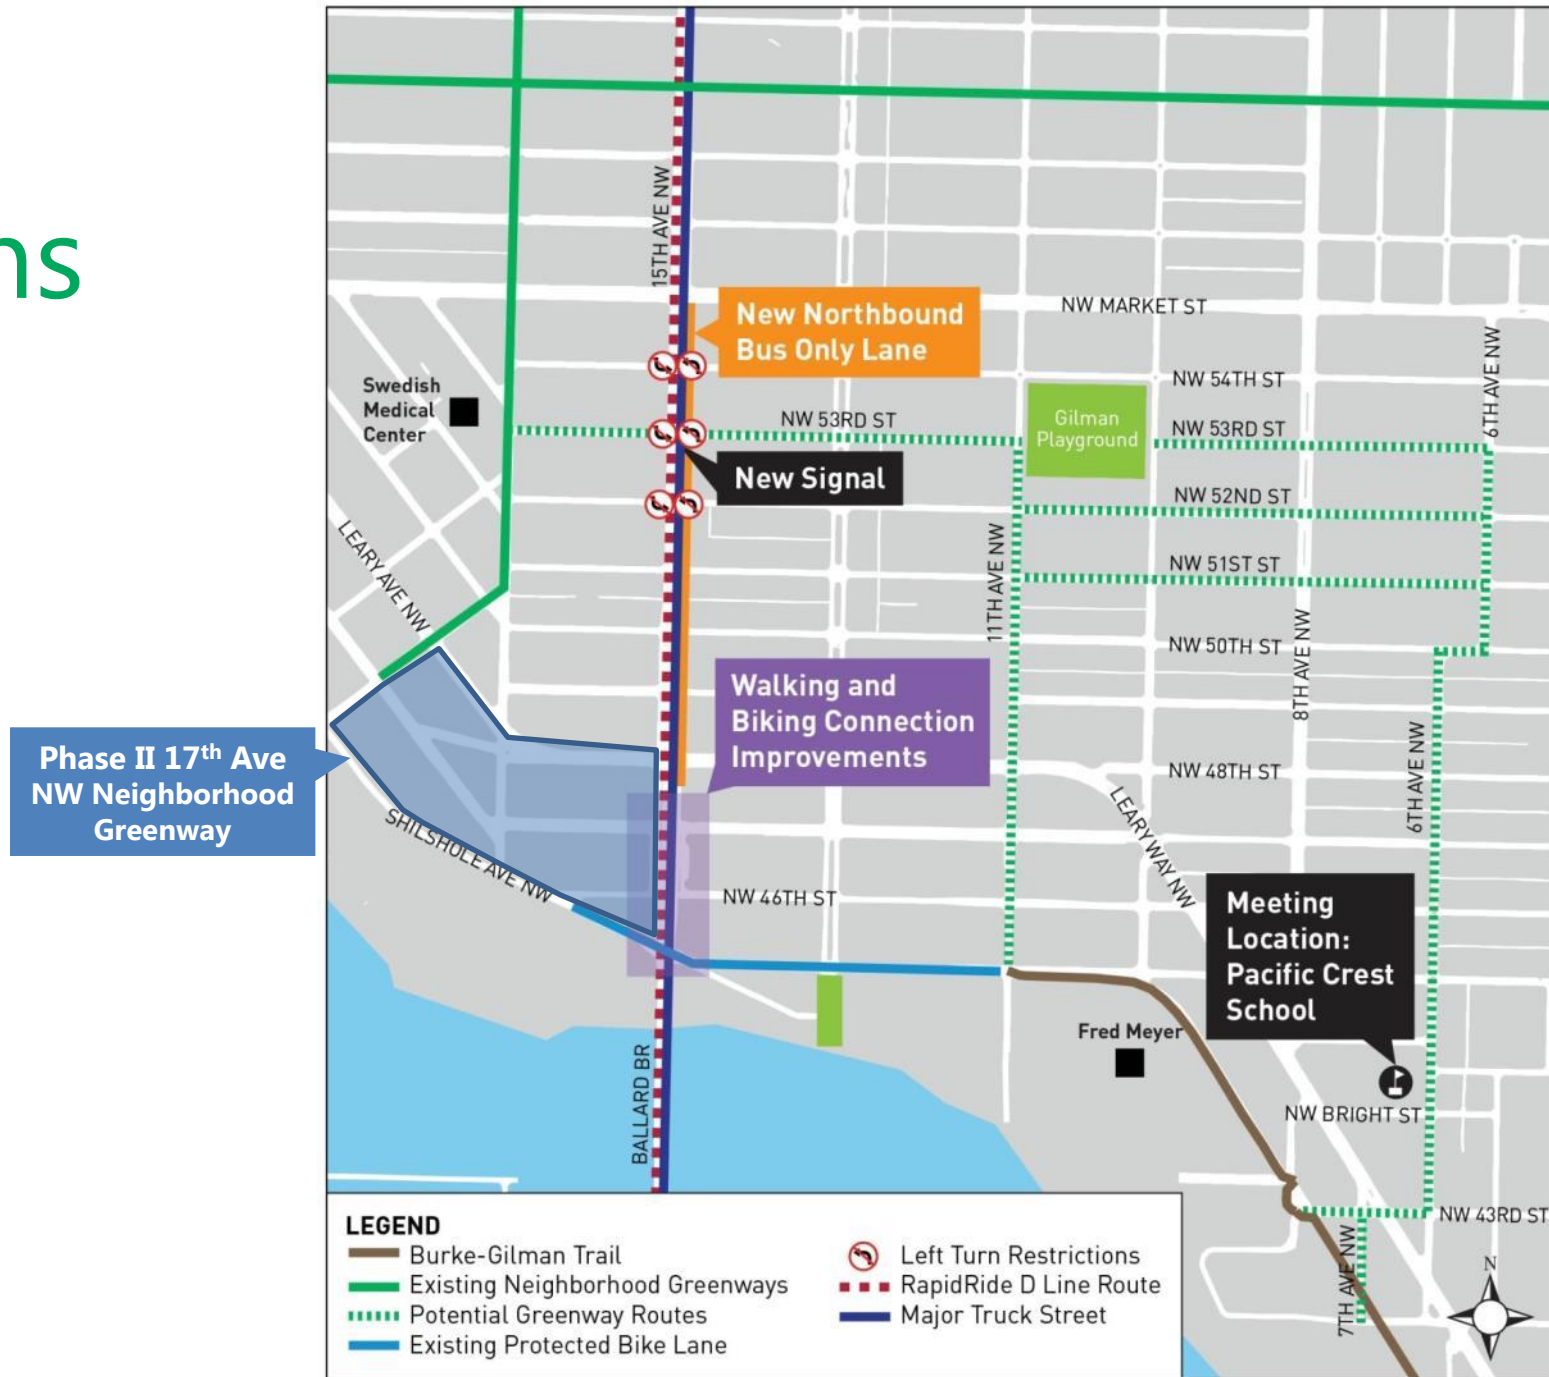 ns
15TH AVE NW
NW MARKET ST
New Northbound
Bus Only Lane
6TH AVE NW
Swedish
Medical
Center
NW 54TH ST
Gilman
Playground
NW 53RD ST
NW 53RD ST
New Signal
NW 52ND ST
LEARY AVE NW
11TH AVE NW
NW 51ST ST
8TH AVE NW
NW 50TH ST
Walking and
Biking Connection
Improvements
Phase II 17th Ave
NW Neighborhood
Greenway
NW 48TH ST
6TH AVE NW
LEARY WAY NW
SHILSHOLE AVE NW
NW 46TH ST
Meeting
Location:
Pacific Crest
School
Fred Meyer
BALLARD BR
NW BRIGHT ST
NW 43RD ST
7TH AVE NW
N
LEGEND
Burke-Gilman Trail
Existing Neighborhood Greenways
Potential Greenway Routes
Existing Protected Bike Lane
Left Turn Restrictions
RapidRide D Line Route
Major Truck Street